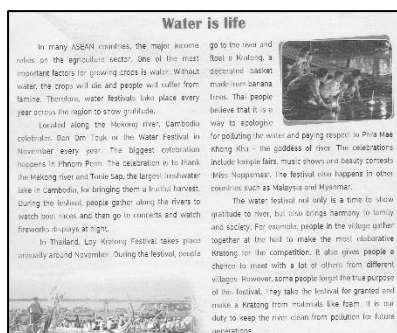 Water is life
In many ASEAN countries, the major income
relies on the agriculture sector. One of the most
important factors for growing crops is water. Without
water, the crops will die and people will suffer from
famine. Therefore, water festivals take place every
year across the region to show gratitude.
Located along the Mekong river, Cambodia
celebrates Bon Om Touk or the Water Festival in
November every year. The biggest celebration
happens in Phnom Penh. The celebration is to thank
the Mekong river and Tonle Sap, the largest freshwater
lake in Cambodia, for bringing them a fruitful harvest.
During the festival, people gather along the rivers to
watch boat races and then go to concerts and watch
fireworks displays at night.
In Thailand, Loy Kratong Festival takes place
annually around November. During the festival, people
go to the river and
float a Kratong, a
decorated basket
made from banana
trees. Thai people
believe that it is a
way to apologise
for polluting the water and paying respect to Phra Mae
Khong Kha - the goddess of river. The celebrations
include temple fairs, music shows and beauty contests
'Miss Noppamas'. The festival also happens in other
countries such as Malaysia and Myanmar.
The water festival not only is a time to show
gratitude to river, but also brings harmony to family
and society. For example, people in the village gather
together at the hall to make the most elaborative
Kratong for the competition. It also gives people a
chance to meet with a lot of others from different
villages. However, some people forget the true purpose
of this festival. They take the festival for granted and
make a Kratong from materials like foam. It is our
duty to keep the river clean from pollution for future
generations.